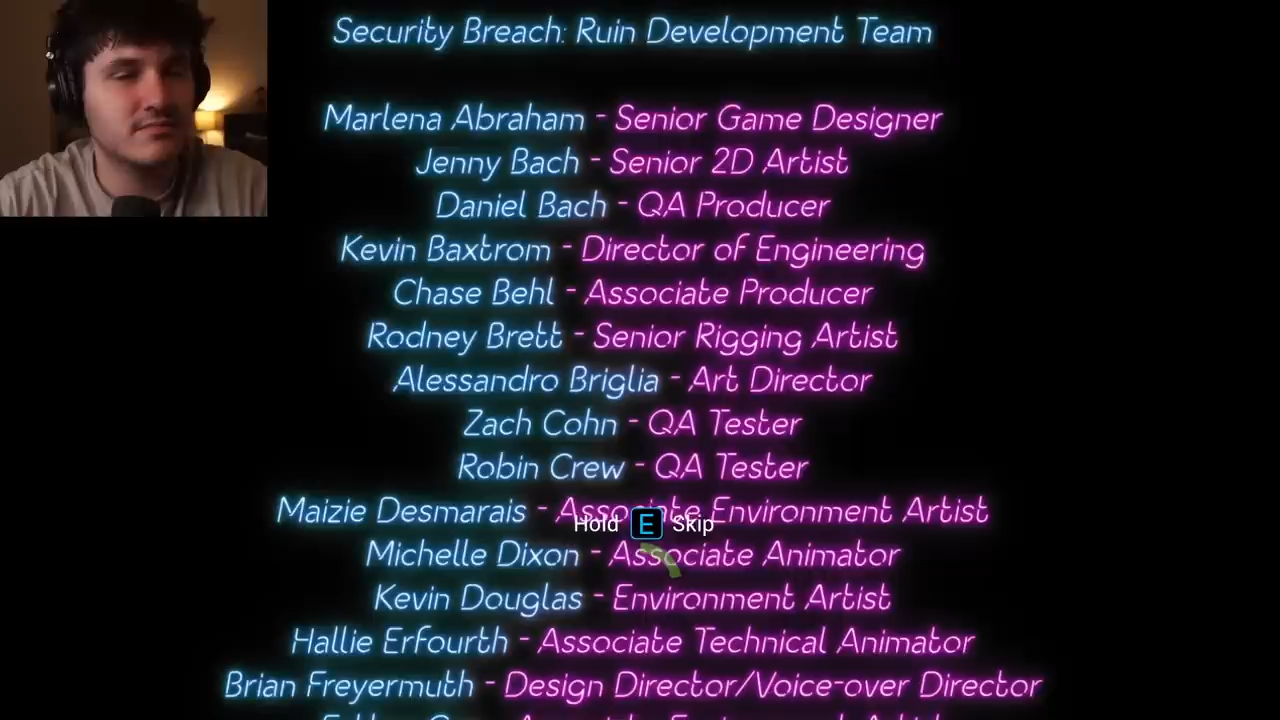 Security Breach: Ruin Development Team
Marlena Abraham - Senior Game Designer
Jenny Bach - Senior 2D Artist
Daniel Bach - QA Producer
Kevin Baxtrom - Director of Engineering
Chase Behl - Associate Producer
Rodney Brett - Senior Rigging Artist
Alessandro Briglia - Art Director
Zach Cohn - QA Tester
Robin Crew - QA Tester
Maizie Desmarais - Associate Environment Artist
Hold E Skip
Michelle Dixon - Associate Animator
Kevin Douglas - Environment Artist
Hallie Erfourth - Associate Technical Animator
Brian Freyermuth - Design Director/Voice-over Director